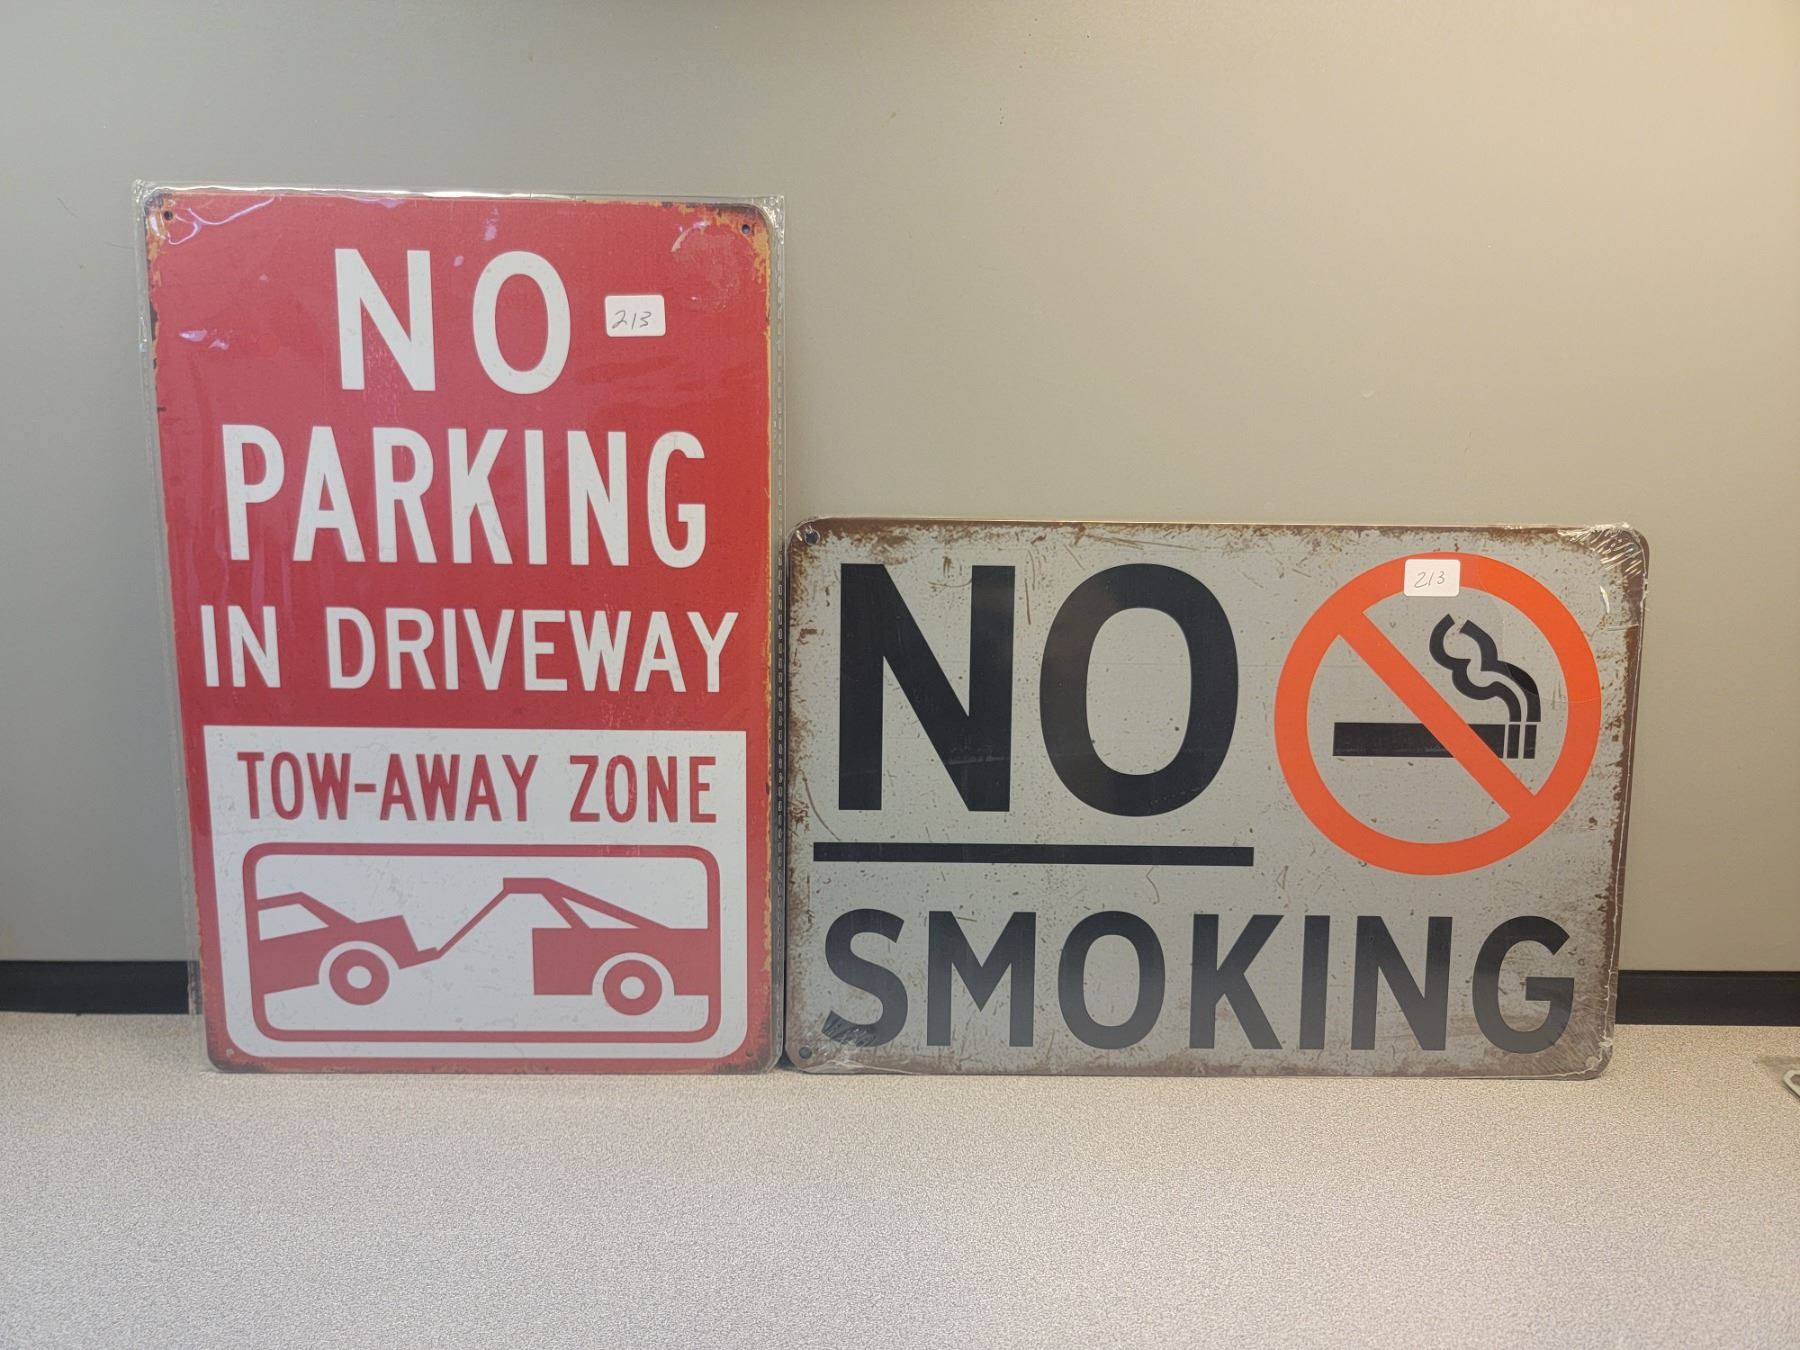 NO-
213
PARKING
IN DRIVEWAY
TOW-AWAY ZONE
NO
213
SMOKING